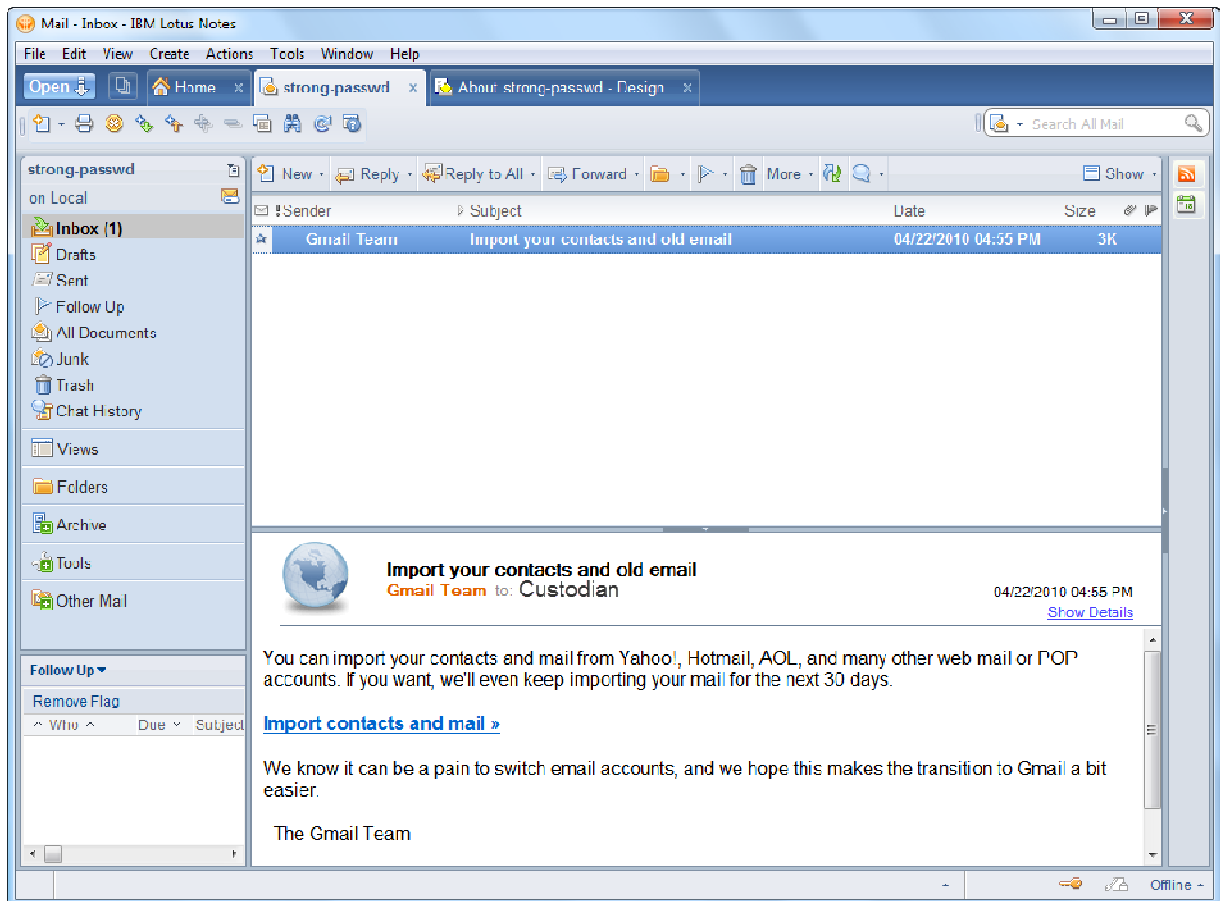 Mail - Inbox - IBM Lotus Notes
File Edit View Create Actions Tools Window Help
Open Home x strong-passwd x About strong-passwd - Design x
Search All Mail
strong-passwd
on Local
Inbox (1)
Drafts
Sent
Follow Up
All Documents
Junk
Trash
Chat History
Views
Folders
Archive
Tools
Other Mail
Follow Up
Remove Flag
Who Due Subject
New Reply Reply to All Forward More Show
! Sender Subject Date Size
Gmail Team Import your contacts and old email 04/22/2010 04:55 PM 3K
Import your contacts and old email
Gmail Team to: Custodian
04/22/2010 04:55 PM
Show Details
You can import your contacts and mail from Yahoo!, Hotmail, AOL, and many other web mail or POP
accounts. If you want, we'll even keep importing your mail for the next 30 days.
Import contacts and mail »
We know it can be a pain to switch email accounts, and we hope this makes the transition to Gmail a bit
easier.
The Gmail Team
Offline